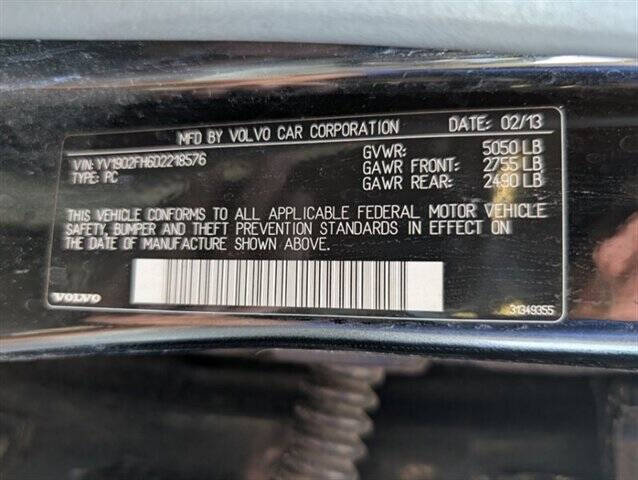 MFD BY VOLVO CAR CORPORATION DATE: 02/13
VIN: YV1902FH6D2218576 GVWR: 5050 LB
TYPE: PC GAWR FRONT: 2755 LB
GAWR REAR: 2490 LB
THIS VEHICLE CONFORMS TO ALL APPLICABLE FEDERAL MOTOR VEHICLE
SAFETY, BUMPER AND THEFT PREVENTION STANDARDS IN EFFECT ON
THE DATE OF MANUFACTURE SHOWN ABOVE.
VOLVO 31349355